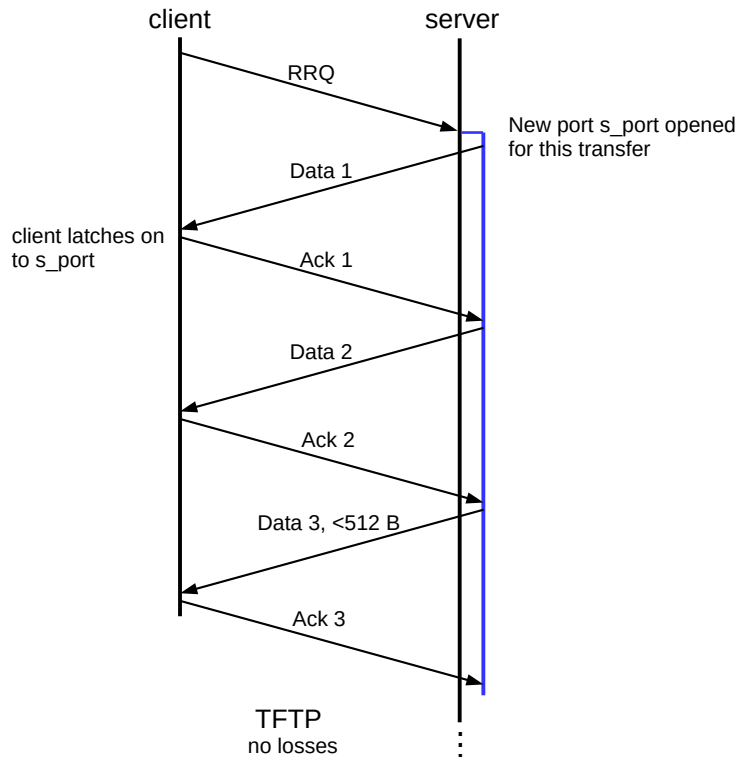 client
server
RRQ
New port s_port opened
for this transfer
Data 1
client latches on
to s_port
Ack 1
Data 2
Ack 2
Data 3, <512 B
Ack 3
TFTP
no losses